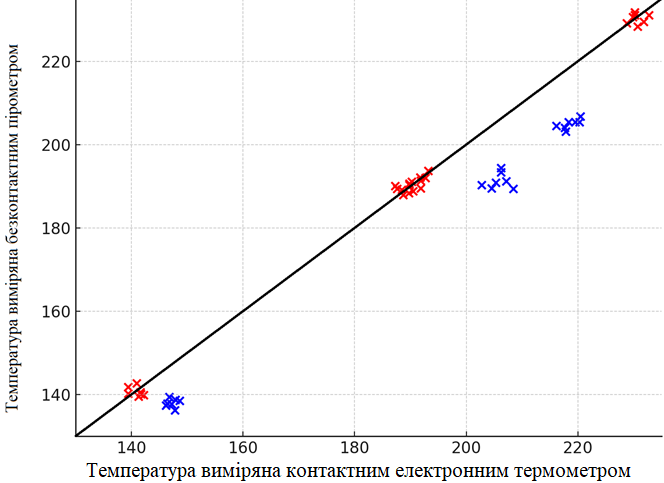 Температура виміряна безконтактним пірометром
220
200
180
160
140
140 160 180 200 220
Температура виміряна контактним електронним термометром